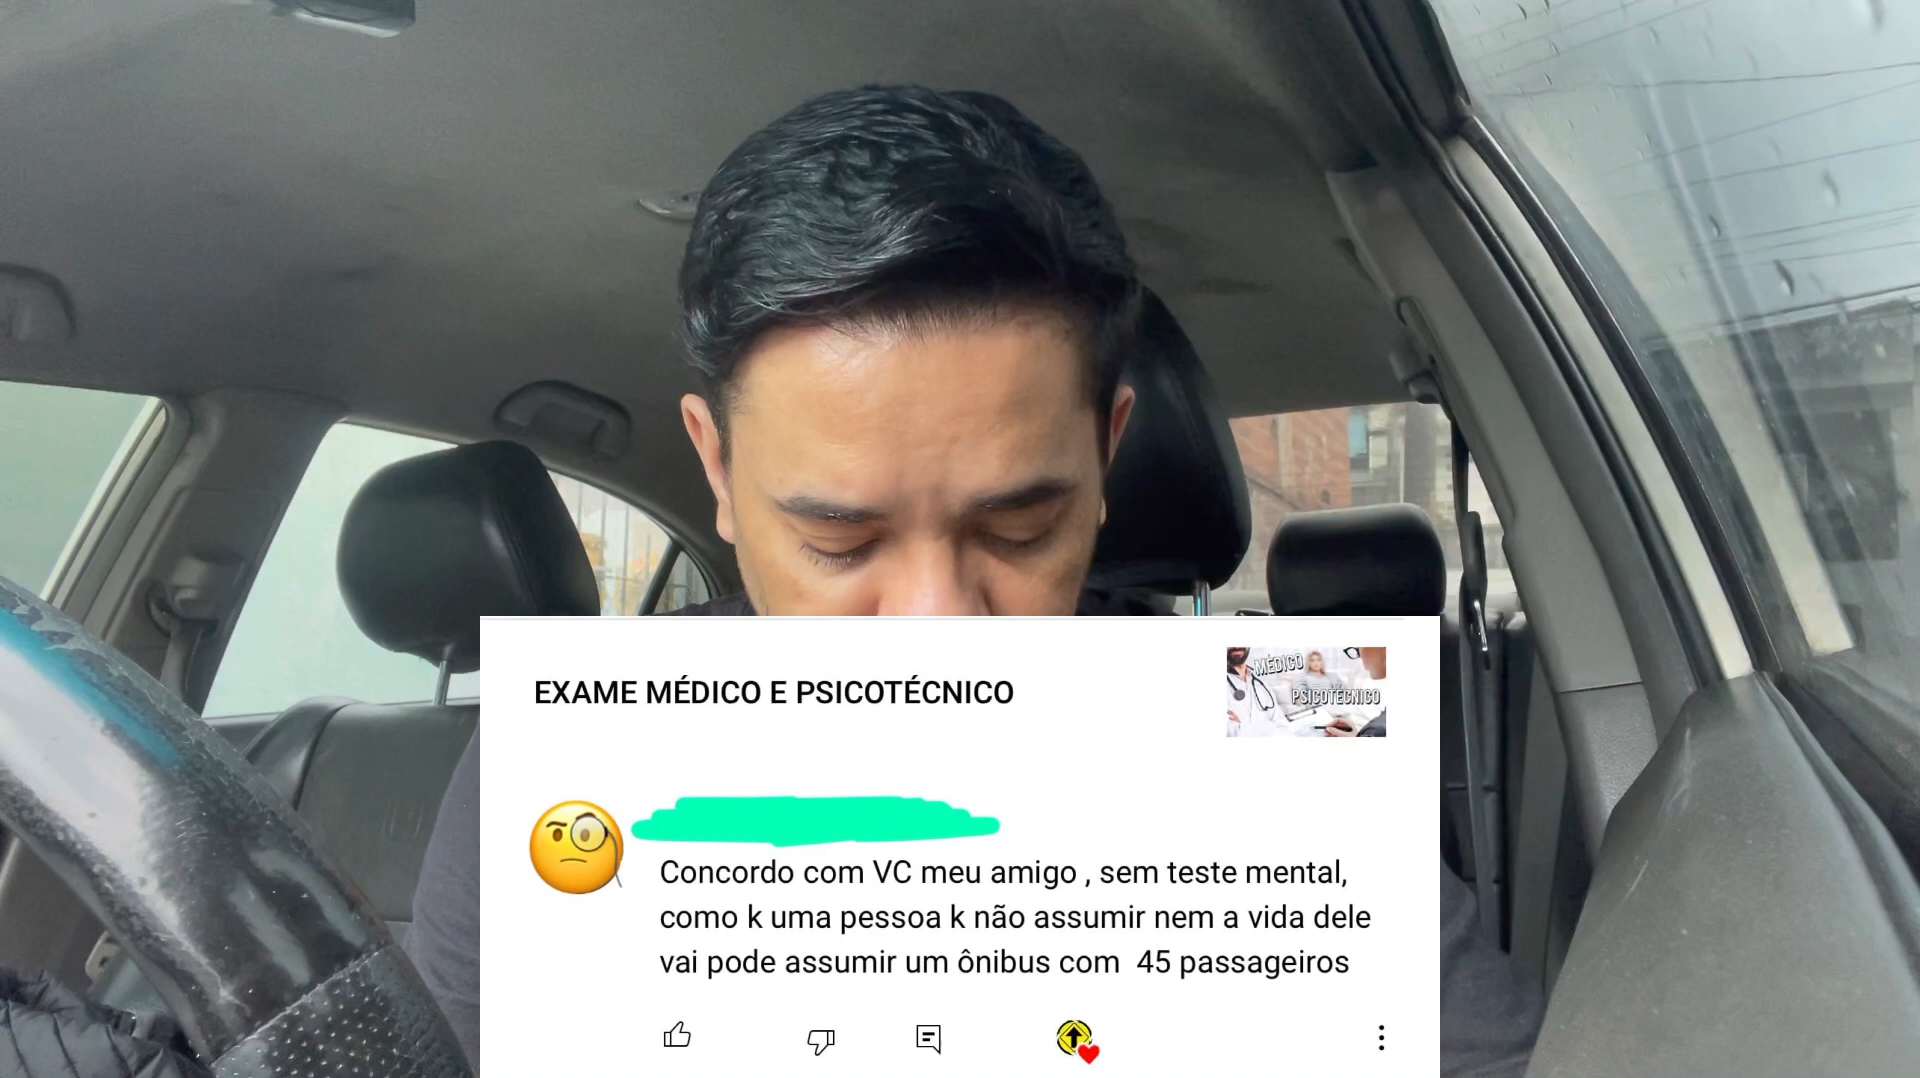 EXAME MÉDICO E PSICOTÉCNICO
MÉDICO
PSICOTÉCNICO
Concordo com VC meu amigo , sem teste mental,
como k uma pessoa k não assumir nem a vida dele
vai pode assumir um ônibus com  45 passageiros